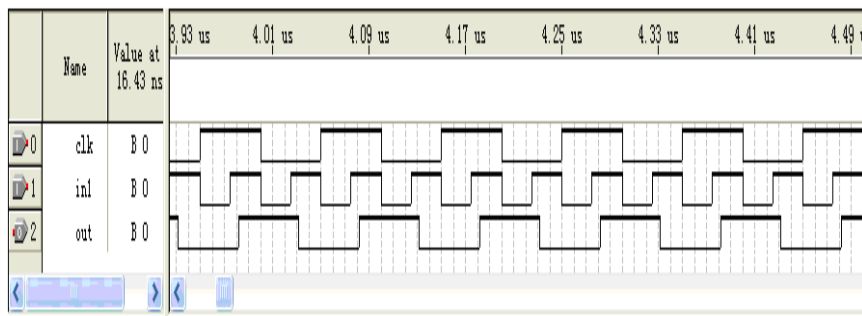 Name
Value at
16.43 ns
3.93 us 4.01 us 4.09 us 4.17 us 4.25 us 4.33 us 4.41 us 4.49
0 clk B 0
1 in1 B 0
2 out B 0